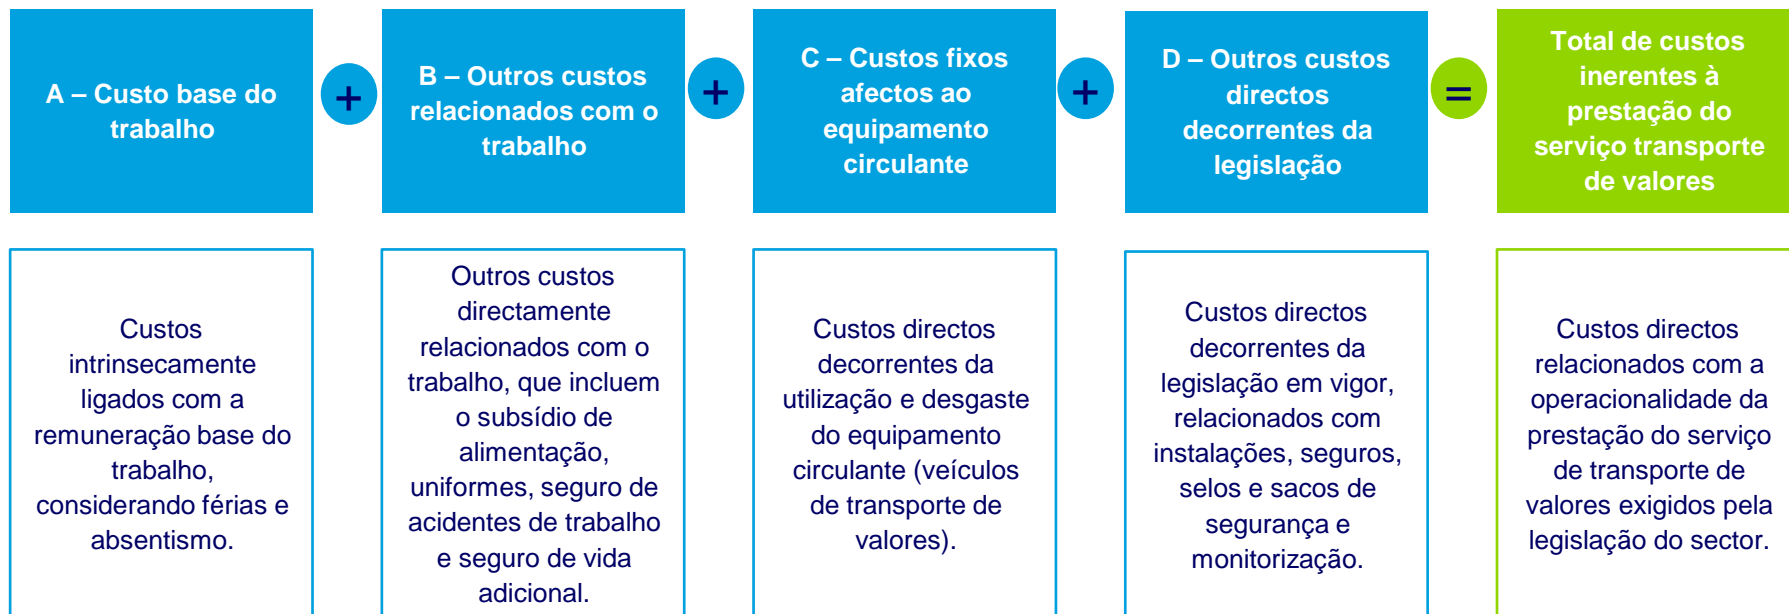 A – Custo base do
trabalho
+
B – Outros custos
relacionados com o
trabalho
+
C – Custos fixos
afectos ao
equipamento
circulante
+
D – Outros custos
directos
decorrentes da
legislação
=
Total de custos
inerentes à
prestação do
serviço transporte
de valores
Custos
intrinsecamente
ligados com a
remuneração base do
trabalho,
considerando férias e
absentismo.
Outros custos
directamente
relacionados com o
trabalho, que incluem
o subsídio de
alimentação,
uniformes, seguro de
acidentes de trabalho
e seguro de vida
adicional.
Custos directos
decorrentes da
utilização e desgaste
do equipamento
circulante (veículos
de transporte de
valores).
Custos directos
decorrentes da
legislação em vigor,
relacionados com
instalações, seguros,
selos e sacos de
segurança e
monitorização.
Custos directos
relacionados com a
operacionalidade da
prestação do serviço
de transporte de
valores exigidos pela
legislação do sector.